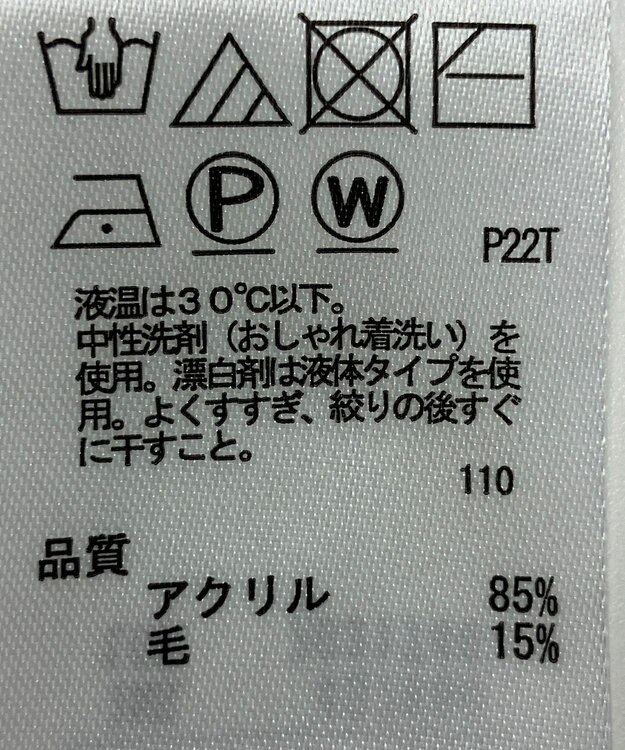 P W
P22T
液温は30℃以下。
中性洗剤（おしゃれ着洗い）を
使用。漂白剤は液体タイプを使
用。よくすすぎ、絞りの後すぐ
に干すこと。
110
品質
アクリル 85%
毛 15%